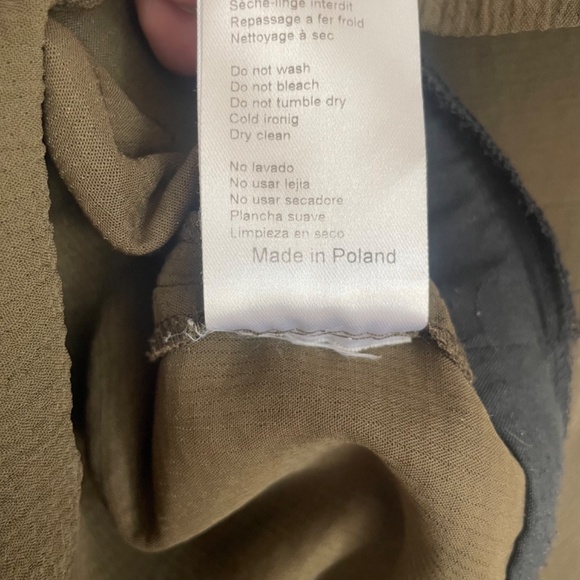 Sèche-linge interdit
Repassage a fer froid
Nettoyage à sec
Do not wash
Do not bleach
Do not tumble dry
Cold ironig
Dry clean
No lavado
No usar lejia
No usar secadore
Plancha suave
Limpieza en seco
Made in Poland